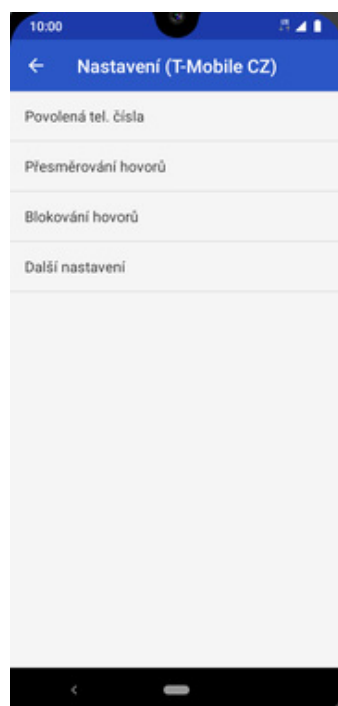 10:00
Nastavení (T-Mobile CZ)
Povolená tel. čísla
Přesměrování hovorů
Blokování hovorů
Další nastavení